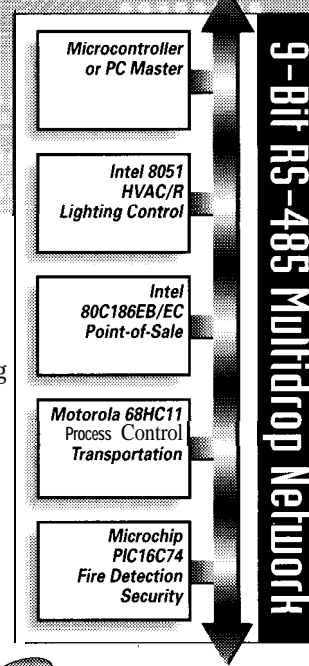 Microcontroller
or PC Master
Intel 8051
HVAC/R
Lighting Control
Intel
80C186EB/EC
Point-of-Sale
Motorola 68HC11
Process Control
Transportation
Microchip
PIC16C74
Fire Detection
Security
9-Bit RS-485 Multidrop Network
g